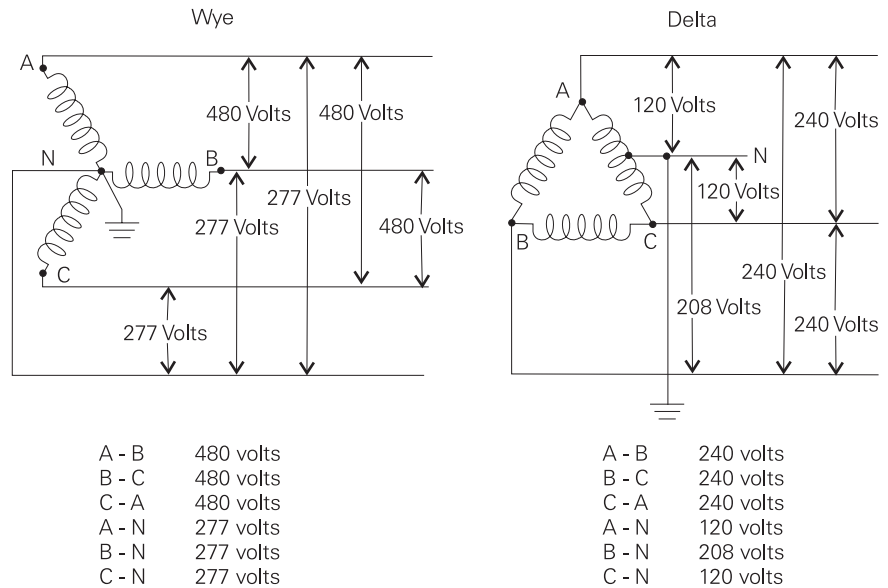 Wye
A
480 Volts
480 Volts
N
B
277 Volts
277 Volts
480 Volts
C
277 Volts
A - B 480 volts
B - C 480 volts
C - A 480 volts
A - N 277 volts
B - N 277 volts
C - N 277 volts
Delta
A
120 Volts
240 Volts
N
120 Volts
B
C
240 Volts
208 Volts
240 Volts
A - B 240 volts
B - C 240 volts
C - A 240 volts
A - N 120 volts
B - N 208 volts
C - N 120 volts